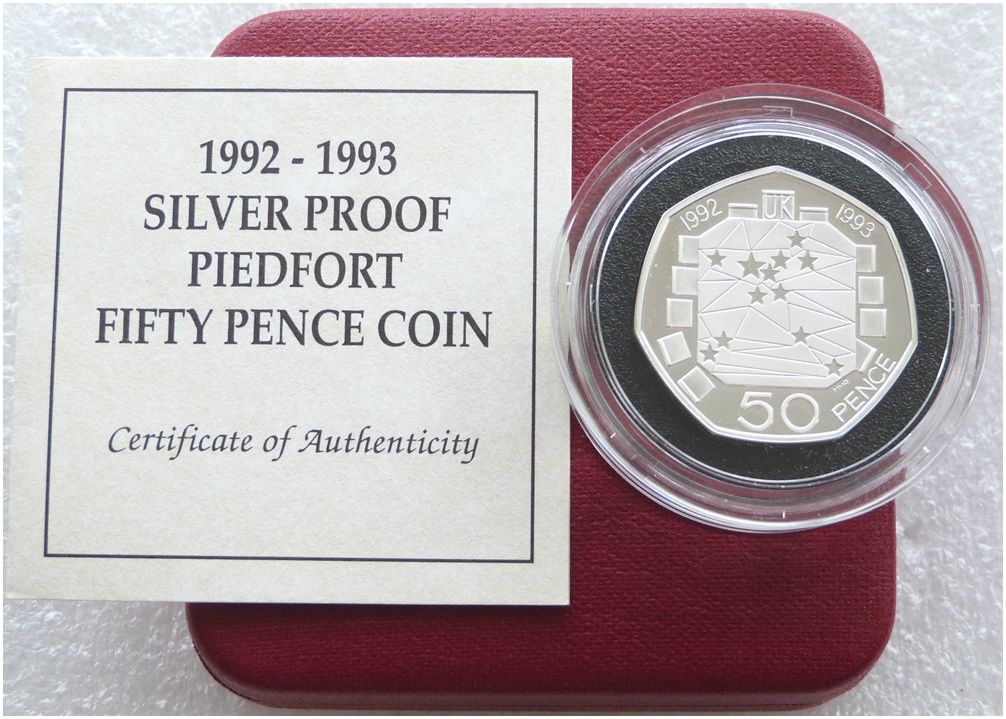 1992 - 1993
SILVER PROOF
PIEDFORT
FIFTY PENCE COIN
Certificate of Authenticity
1992 UK 1993
50 PENCE